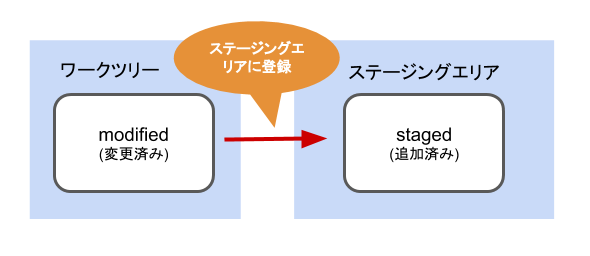 ステージングエ
リアに登録
ワークツリー
ステージングエリア
modified
(変更済み)
staged
(追加済み)